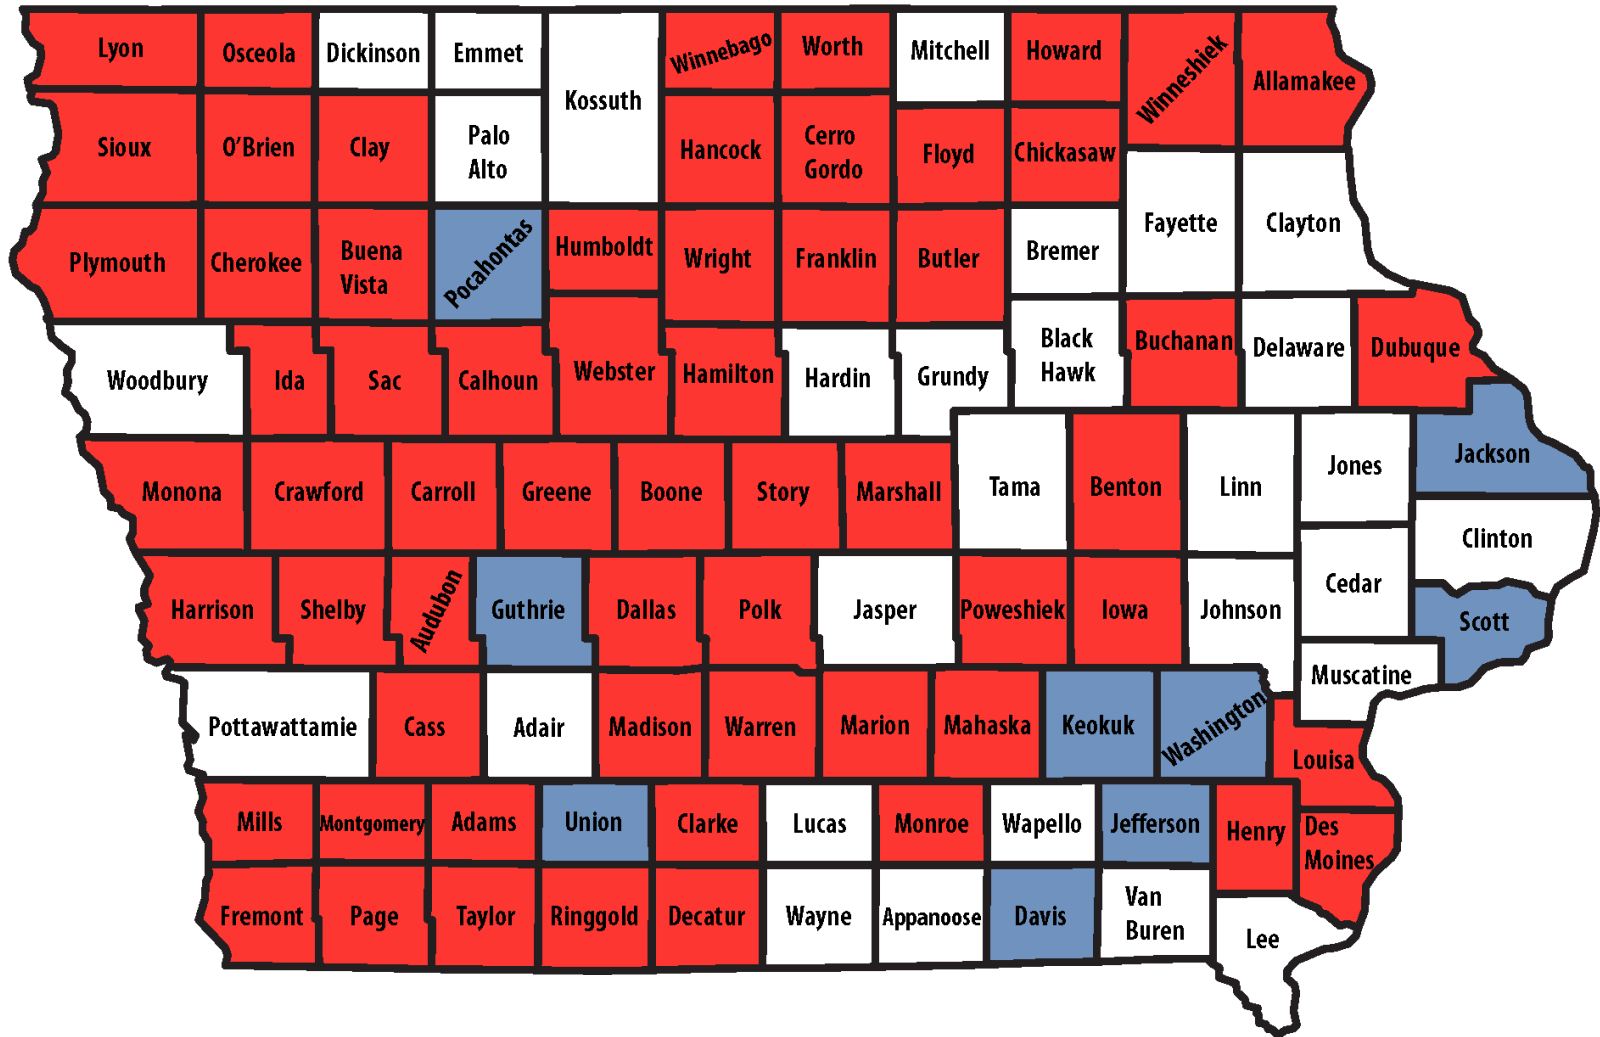 Lyon
Osceola
Dickinson
Emmet
Kossuth
Winnebago
Worth
Mitchell
Howard
Winneshiek
Allamakee
Sioux
O'Brien
Clay
Palo
Alto
Hancock
Cerro
Gordo
Floyd
Chickasaw
Fayette
Clayton
Plymouth
Cherokee
Buena
Vista
Pocahontas
Humboldt
Wright
Franklin
Butler
Bremer
Woodbury
Ida
Sac
Calhoun
Webster
Hamilton
Hardin
Grundy
Black
Hawk
Buchanan
Delaware
Dubuque
Monona
Crawford
Carroll
Greene
Boone
Story
Marshall
Tama
Benton
Linn
Jones
Jackson
Clinton
Harrison
Shelby
Audubon
Guthrie
Dallas
Polk
Jasper
Poweshiek
Iowa
Johnson
Cedar
Scott
Muscatine
Pottawattamie
Cass
Adair
Madison
Warren
Marion
Mahaska
Keokuk
Washington
Louisa
Mills
Montgomery
Adams
Union
Clarke
Lucas
Monroe
Wapello
Jefferson
Henry
Des
Moines
Fremont
Page
Taylor
Ringgold
Decatur
Wayne
Appanoose
Davis
Van
Buren
Lee